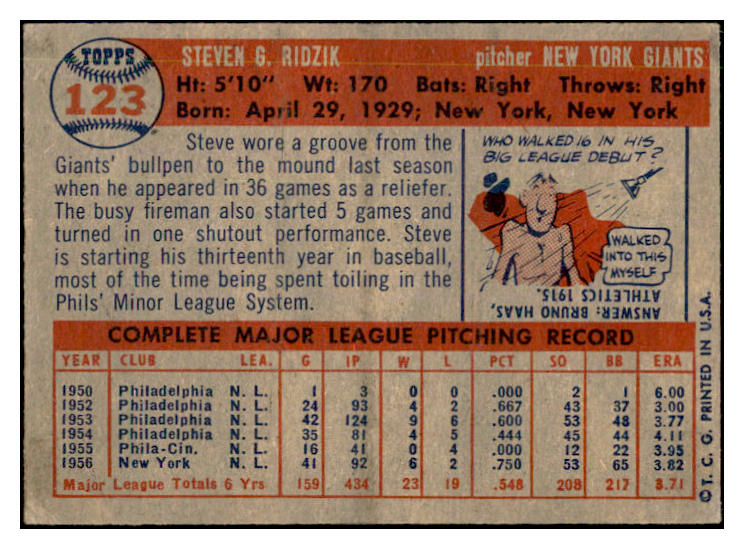 TOPPS
123
STEVEN G. RIDZIK pitcher NEW YORK GIANTS
Ht: 5'10" Wt: 170 Bats: Right Throws: Right
Born: April 29, 1929; New York, New York
Steve wore a groove from the
Giants' bullpen to the mound last season
when he appeared in 36 games as a reliefer.
The busy fireman also started 5 games and
turned in one shutout performance. Steve
is starting his thirteenth year in baseball,
most of the time being spent toiling in the
Phils' Minor League System.
WHO WALKED 16 IN HIS
BIG LEAGUE DEBUT?
I WALKED
INTO THIS
MYSELF
ANSWER: BRUNO HAAS,
ATHLETICS 1915.
COMPLETE MAJOR LEAGUE PITCHING RECORD
YEAR CLUB LEA. G IP W L PCT SO BB ERA
1950 Philadelphia N. L. 1 3 0 0 .000 2 1 6.00
1952 Philadelphia N. L. 24 93 4 2 .667 43 37 3.00
1953 Philadelphia N. L. 42 124 9 6 .600 53 48 3.77
1954 Philadelphia N. L. 35 81 4 5 .444 45 44 4.11
1955 Phila-Cin. N. L. 16 41 0 4 .000 12 22 3.95
1956 New York N. L. 41 92 6 2 .750 53 65 3.82
Major League Totals 6 Yrs 159 434 23 19 .548 208 217 3.71
© T. C. G. PRINTED IN U.S.A.